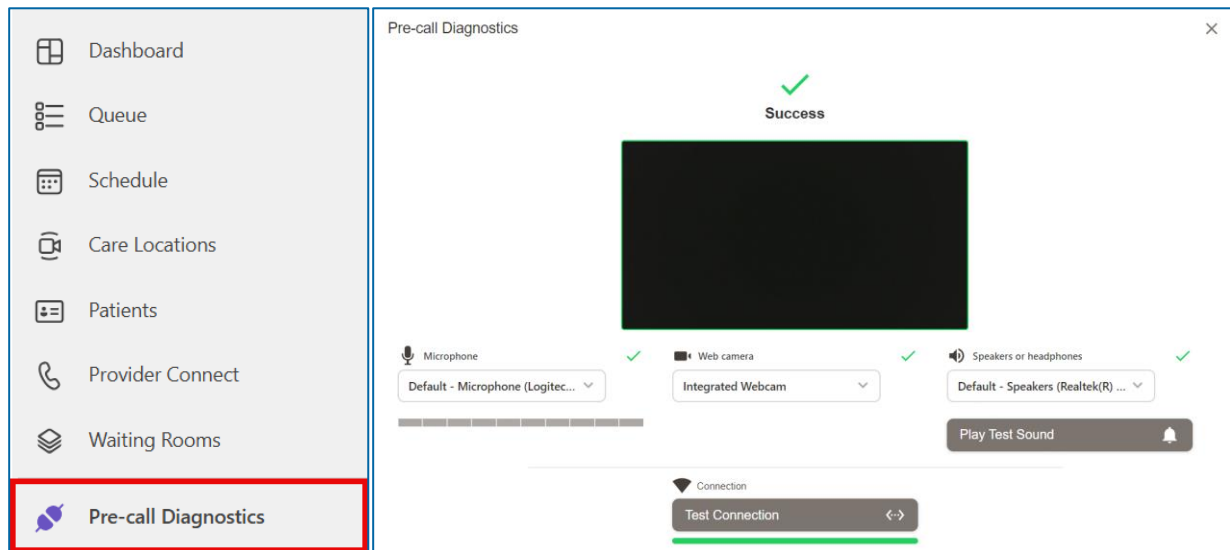 Dashboard
Queue
Schedule
Care Locations
Patients
Provider Connect
Waiting Rooms
Pre-call Diagnostics
Pre-call Diagnostics
Success
Microphone
Default - Microphone (Logitec...
Web camera
Integrated Webcam
Speakers or headphones
Default - Speakers (Realtek(R) ...
Play Test Sound
Connection
Test Connection